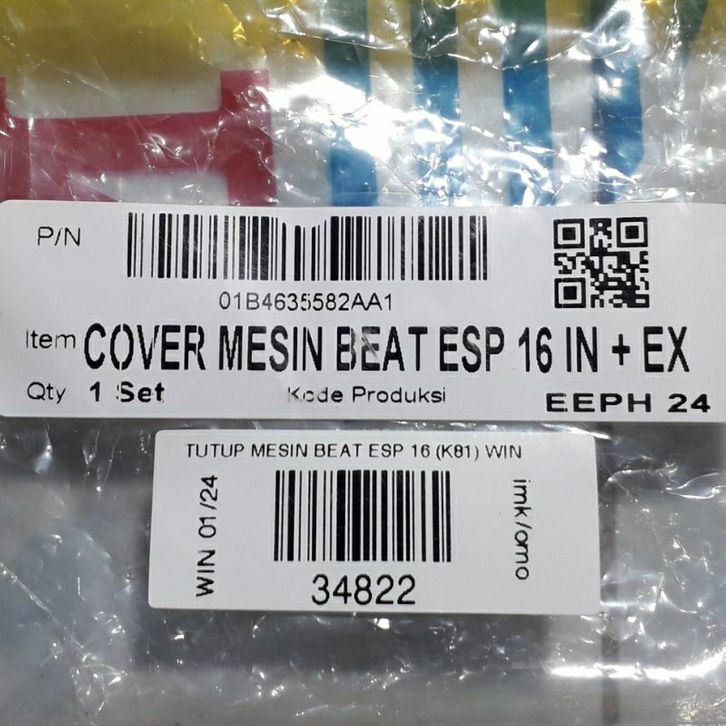 P/N
01B4635582AA1
Item COVER MESIN BEAT ESP 16 IN + EX
Qty 1 Set Kode Produksi EEPH 24
TUTUP MESIN BEAT ESP 16 (K81) WIN
WIN 01/24
imk/omo
34822